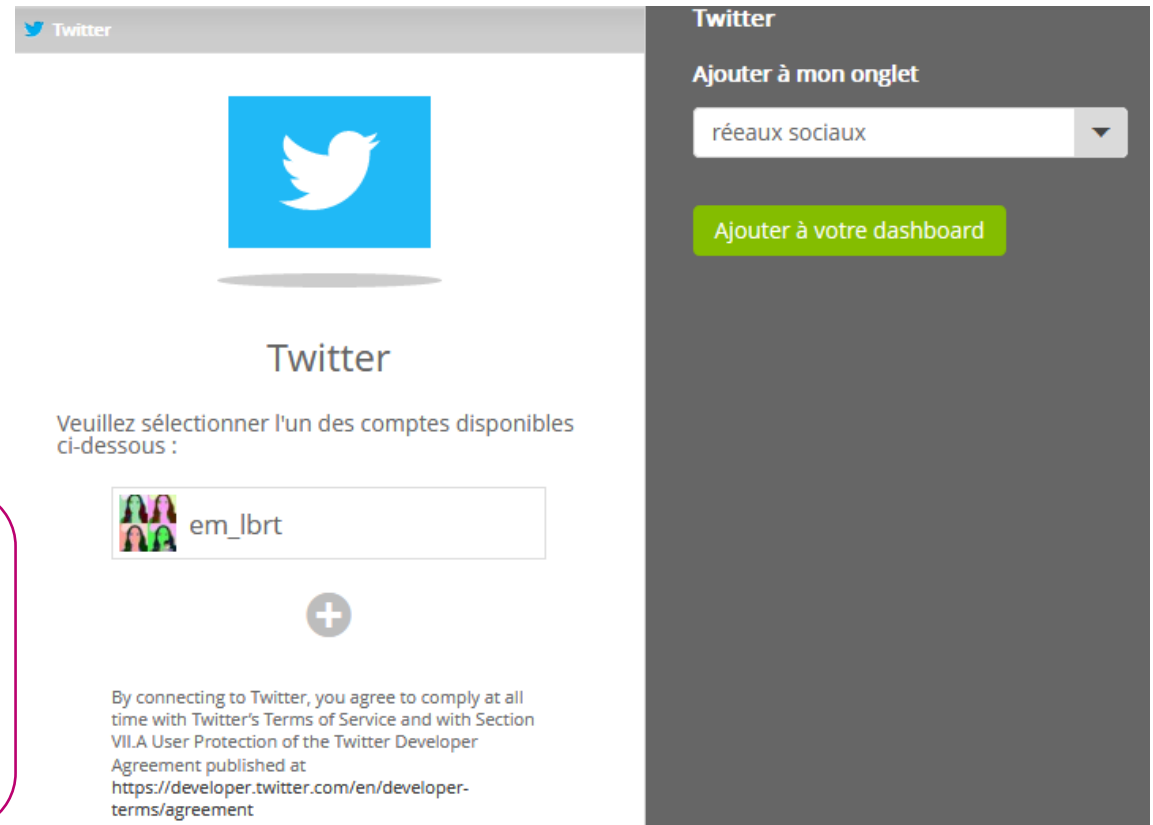 Twitter
Twitter
Veuillez sélectionner l'un des comptes disponibles
ci-dessous :
em_lbrt
By connecting to Twitter, you agree to comply at all
time with Twitter's Terms of Service and with Section
VII.A User Protection of the Twitter Developer
Agreement published at
https://developer.twitter.com/en/developer-
terms/agreement
Twitter
Ajouter à mon onglet
réeaux sociaux
Ajouter à votre dashboard